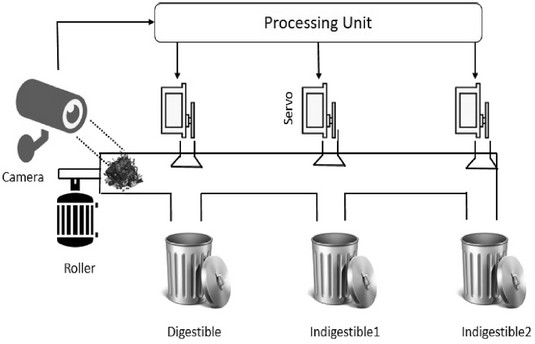 Processing Unit
Servo
Camera
Roller
Digestible
Indigestible1
Indigestible2